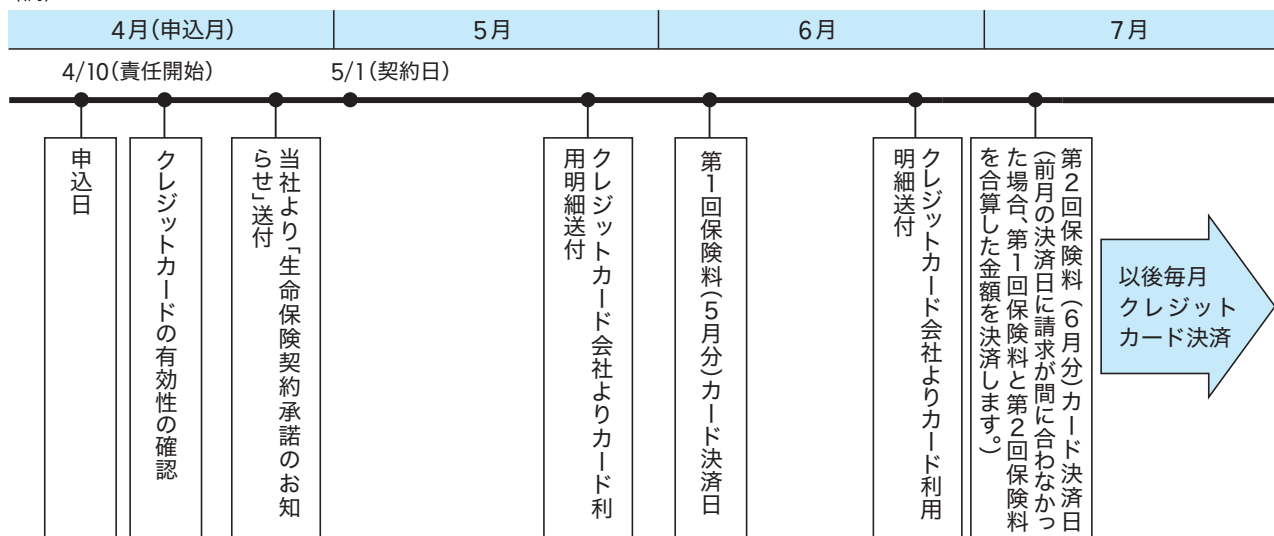 4月(申込月)
5月
6月
7月
4/10(責任開始)
5/1(契約日)
申込日
クレジットカードの有効性の確認
当社より「生命保険契約承諾のお知
らせ」送付
クレジットカード会社よりカード利
用明細送付
第1回保険料(5月分)カード決済日
クレジットカード会社よりカード利用
明細送付
第2回保険料(6月分)カード決済日
(前月の決済日に請求が間に合わなかっ
た場合、第1回保険料と第2回保険料
を合算した金額を決済します。)
以後毎月
クレジット
カード決済